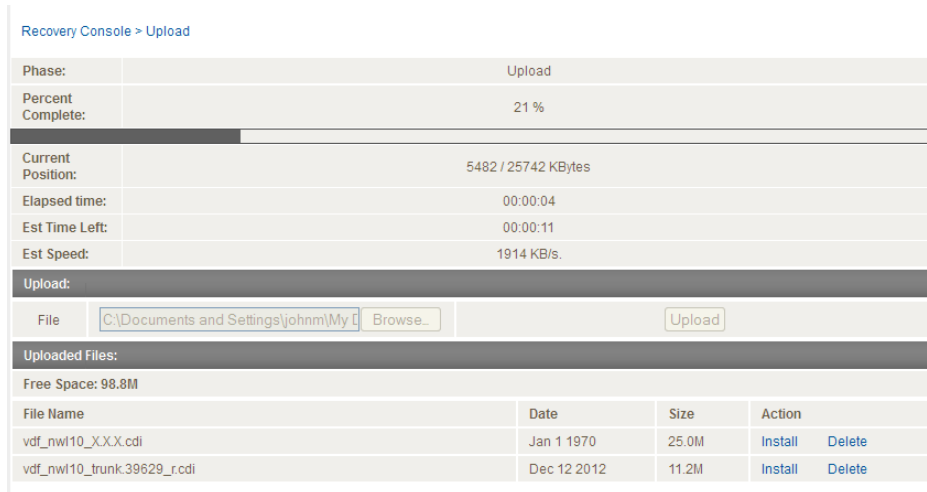 Recovery Console > Upload
Phase: Upload
Percent Complete: 21 %
Current Position: 5482 / 25742 KBytes
Elapsed time: 00:00:04
Est Time Left: 00:00:11
Est Speed: 1914 KB/s.
Upload:
File C:\Documents and Settings\johnm\My Browse... Upload
Uploaded Files:
Free Space: 98.8M
File Name Date Size Action
vdf_nwl10_X.X.X.cdi Jan 1 1970 25.0M Install Delete
vdf_nwl10_trunk.39629_r.cdi Dec 12 2012 11.2M Install Delete